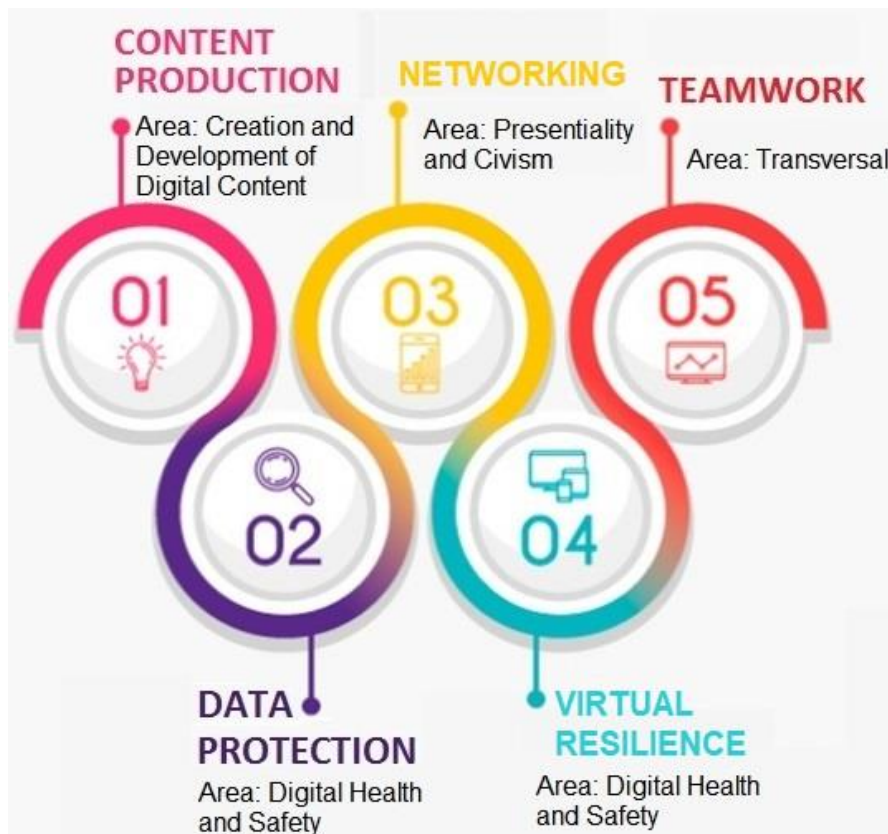 CONTENT
PRODUCTION
Area: Creation and
Development of
Digital Content
NETWORKING
Area: Presentiality
and Civism
TEAMWORK
Area: Transversal
01
03
05
02
04
DATA
PROTECTION
Area: Digital Health
and Safety
VIRTUAL
RESILIENCE
Area: Digital Health
and Safety